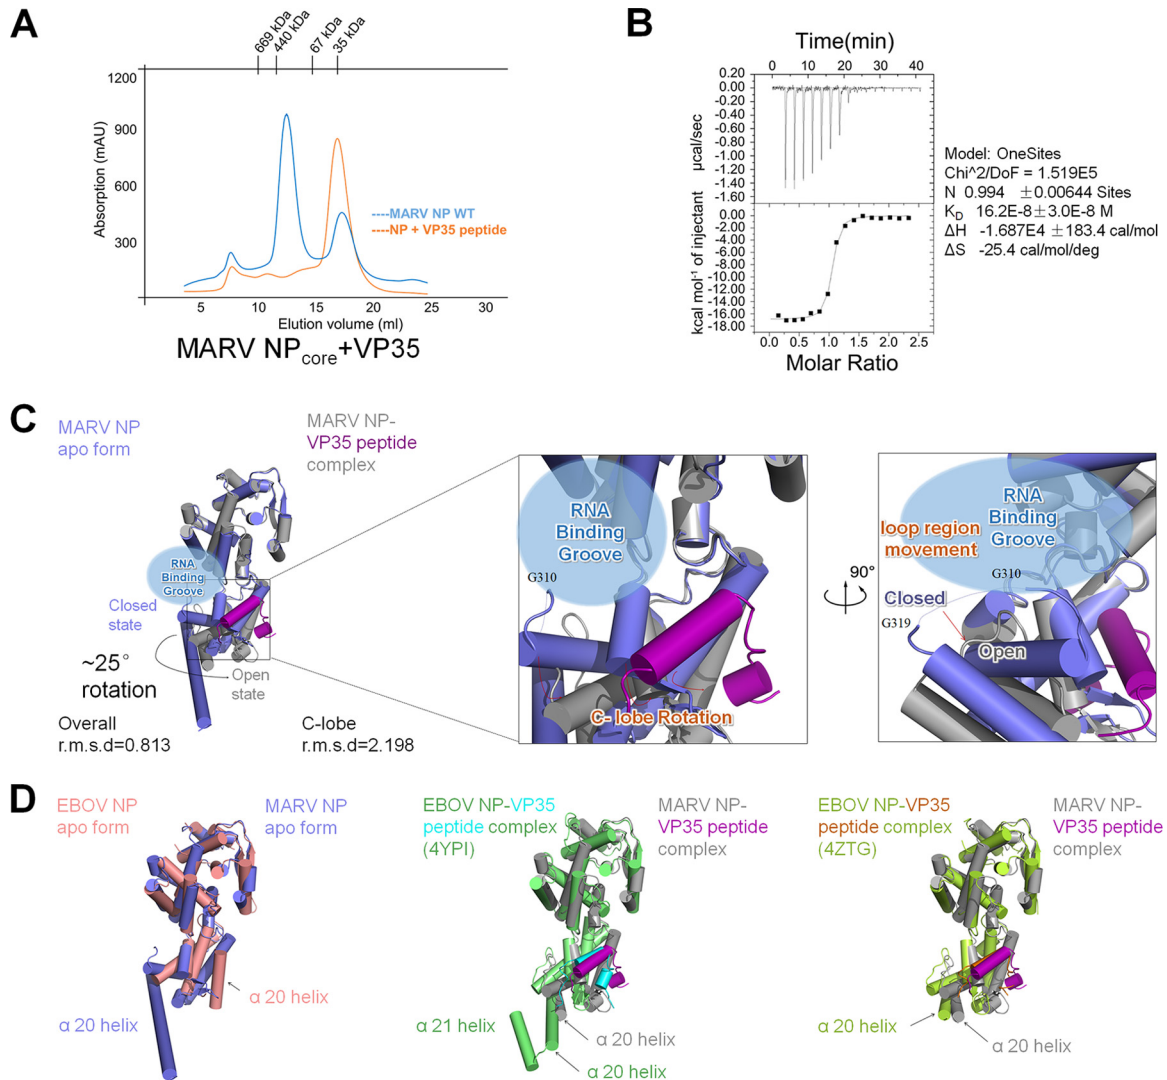 A
669 kDa
440 kDa
67 kDa
35 kDa
Absorption (mAU)
1200
900
600
300
----MARV NP WT
----NP + VP35 peptide
5 10 15 20 25 30
Elution volume (ml)
MARV NPcore+VP35
B
Time(min)
0 10 20 30 40
µcal/sec
0.20
0.00
-0.20
-0.40
-0.60
-0.80
-1.00
-1.20
-1.40
-1.60
kcal mol-1 of injectant
0.00
-2.00
-4.00
-6.00
-8.00
-10.00
-12.00
-14.00
-16.00
-18.00
0.0 0.5 1.0 1.5 2.0 2.5
Molar Ratio
Model: OneSites
Chi^2/DoF = 1.519E5
N 0.994 ±0.00644 Sites
KD 16.2E-8±3.0E-8 M
ΔH -1.687E4 ±183.4 cal/mol
ΔS -25.4 cal/mol/deg
C
MARV NP
apo form
MARV NP-
VP35 peptide
complex
RNA
Binding
Groove
Closed
state
~25°
rotation
Open
state
Overall
r.m.s.d=0.813
C-lobe
r.m.s.d=2.198
RNA
Binding
Groove
G310
C- lobe Rotation
90°
RNA
Binding
Groove
loop region
movement
G310
Closed
G319
Open
D
EBOV NP
apo form
MARV NP
apo form
α 20 helix
α 20 helix
EBOV NP-VP35
peptide complex
(4YPI)
MARV NP-
VP35 peptide
complex
α 21 helix
α 20 helix
α 20 helix
EBOV NP-VP35
peptide complex
(4ZTG)
MARV NP-
VP35 peptide
complex
α 20 helix
α 20 helix